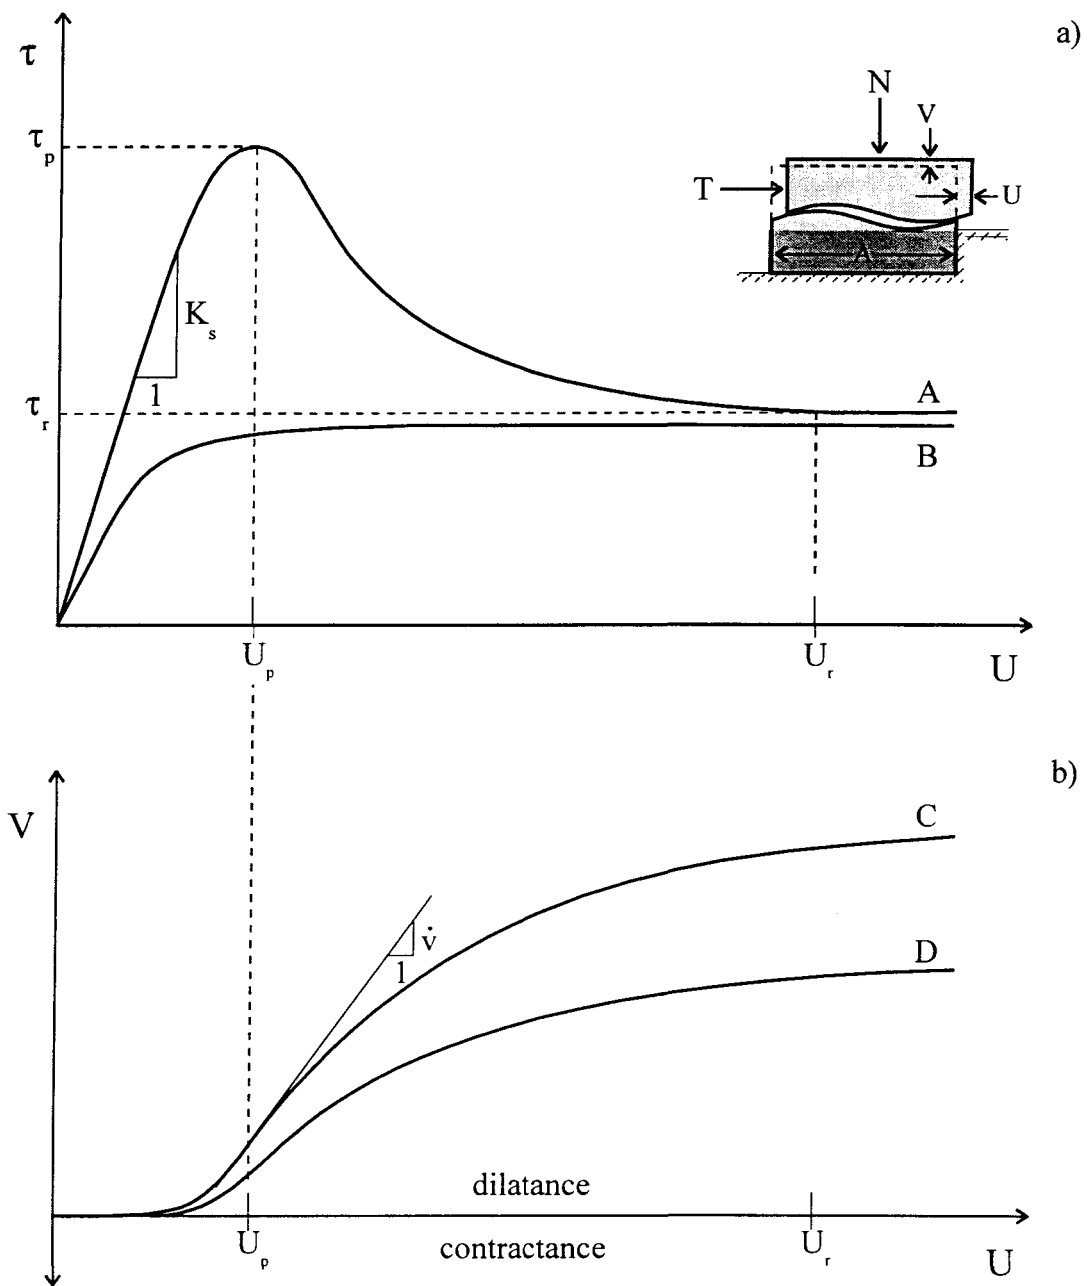 a)
τ
τp
Ks
1
τr
A
B
Up
Ur
U
N
V
T
U
A
b)
V
C
D
v̇
1
dilatance
contractance
Up
Ur
U